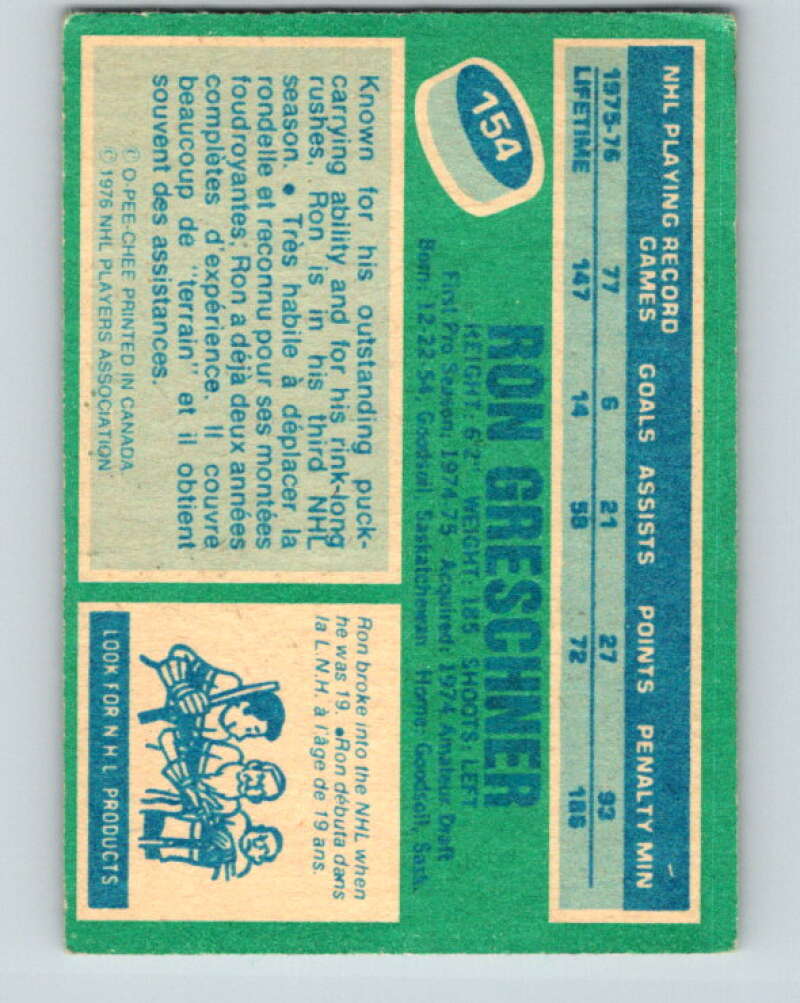 NHL PLAYING RECORD
GAMES GOALS ASSISTS POINTS PENALTY MIN
1975-76 77 6 21 27 93
LIFETIME 147 14 58 72 186
154
RON GRESCHNER
HEIGHT: 6'2" WEIGHT: 185 SHOOTS: LEFT
First Pro Season: 1974-75 Acquired: 1974 Amateur Draft
Born: 12-22-54, Goodsoil, Saskatchewan Home: Goodsoil, Sask.
Known for his outstanding puck-
carrying ability and for his rink-long
rushes, Ron is in his third NHL
season. • Très habile à déplacer la
rondelle et reconnu pour ses montées
foudroyantes; Ron a déjà deux années
complètes d'expérience. Il couvre
beaucoup de "terrain" et il obtient
souvent des assistances.
© O-PEE-CHEE PRINTED IN CANADA
© 1976 NHL PLAYERS ASSOCIATION
Ron broke into the NHL when
he was 19. •Ron débuta dans
la L.N.H. à l'âge de 19 ans.
LOOK FOR N.H.L. PRODUCTS